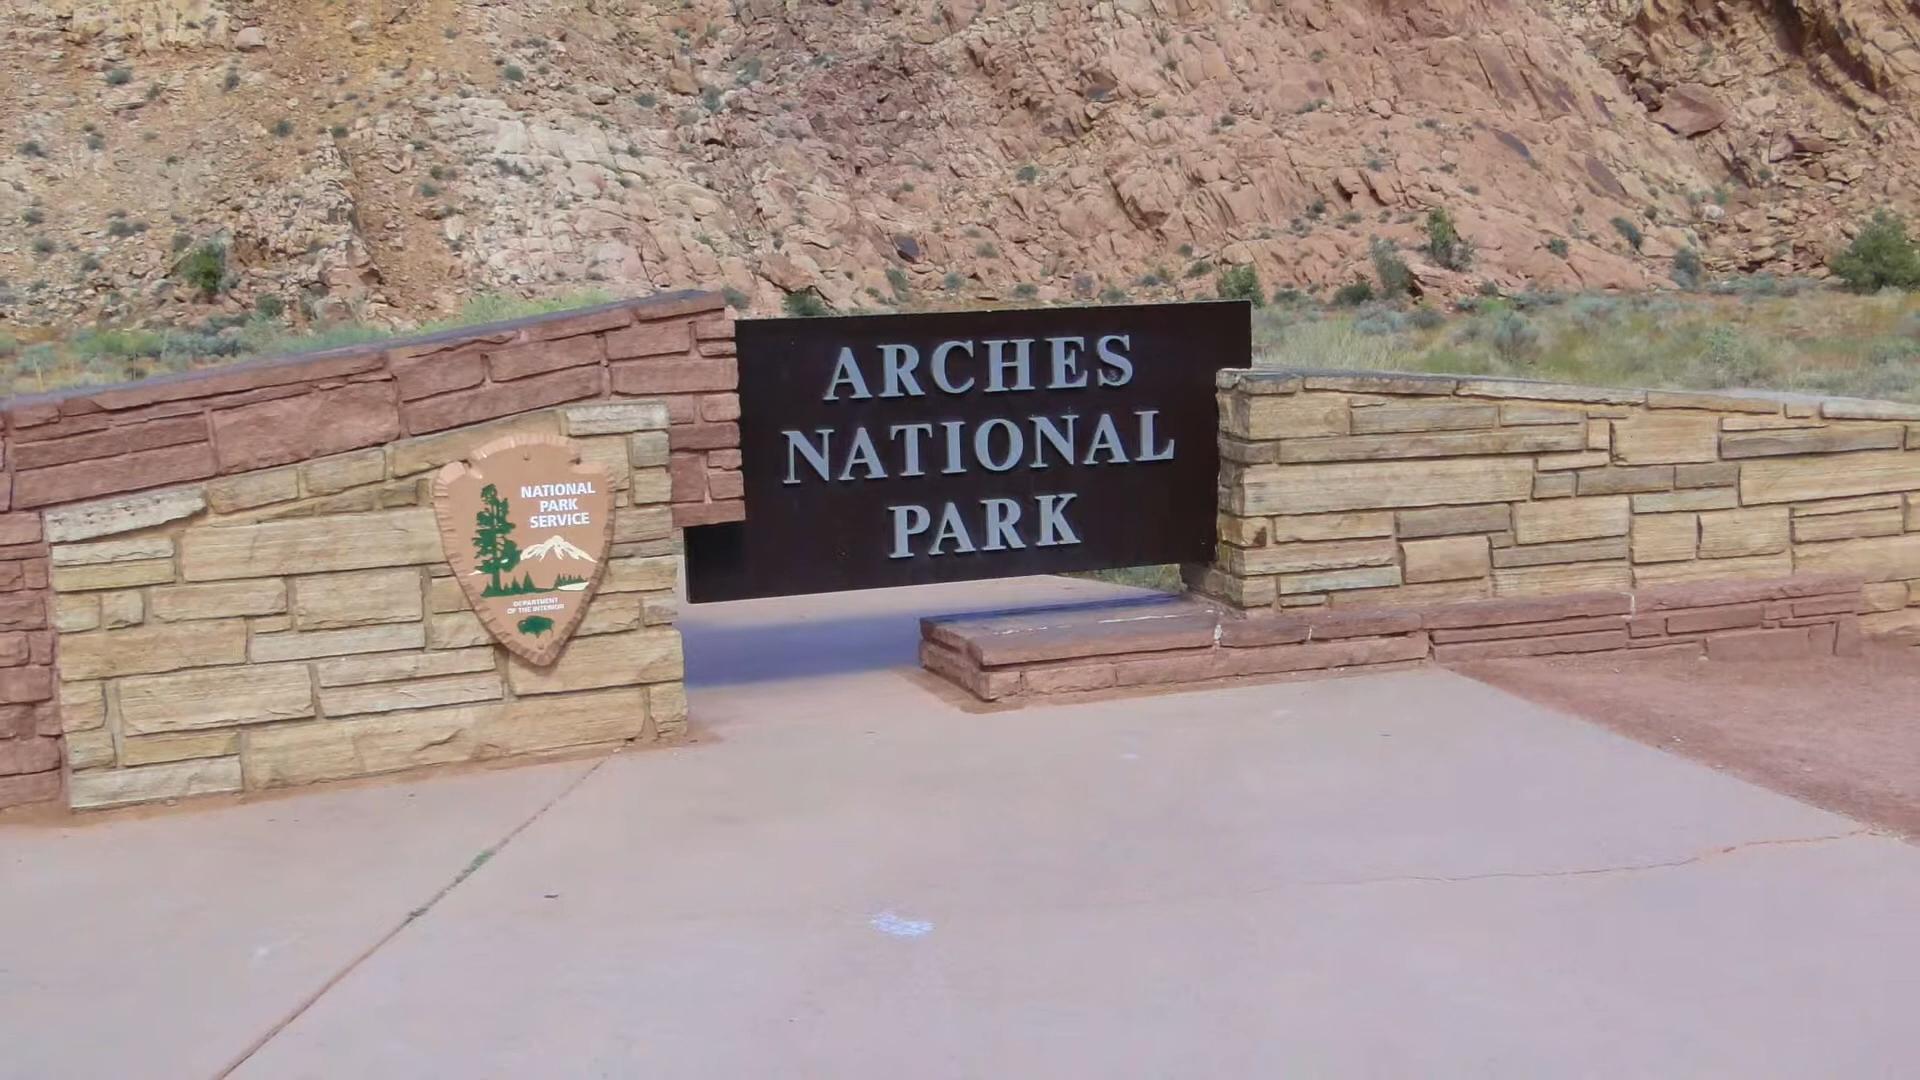 NATIONAL
PARK
SERVICE
DEPARTMENT
OF THE INTERIOR
ARCHES
NATIONAL
PARK